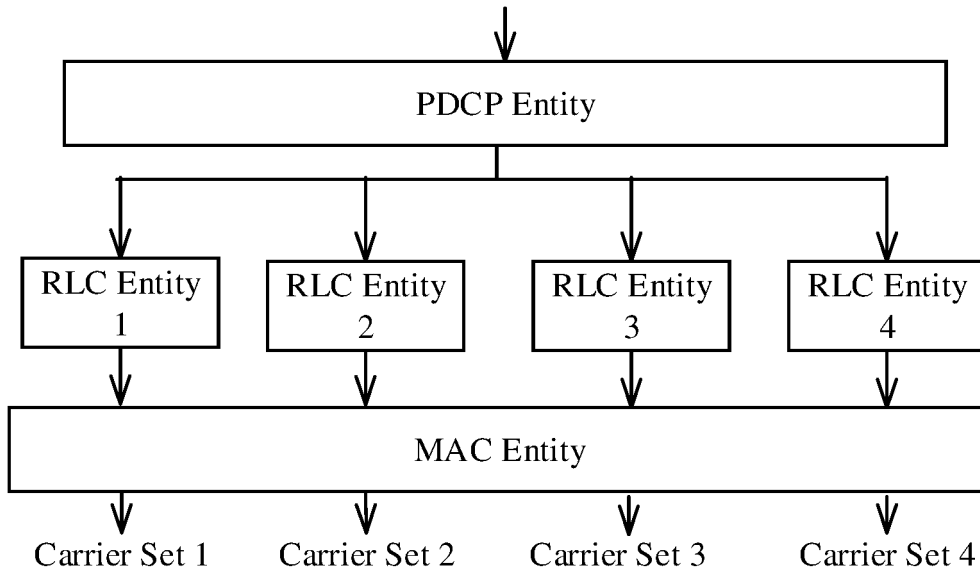 PDCP Entity
RLC Entity
1
RLC Entity
2
RLC Entity
3
RLC Entity
4
MAC Entity
Carrier Set 1
Carrier Set 2
Carrier Set 3
Carrier Set 4